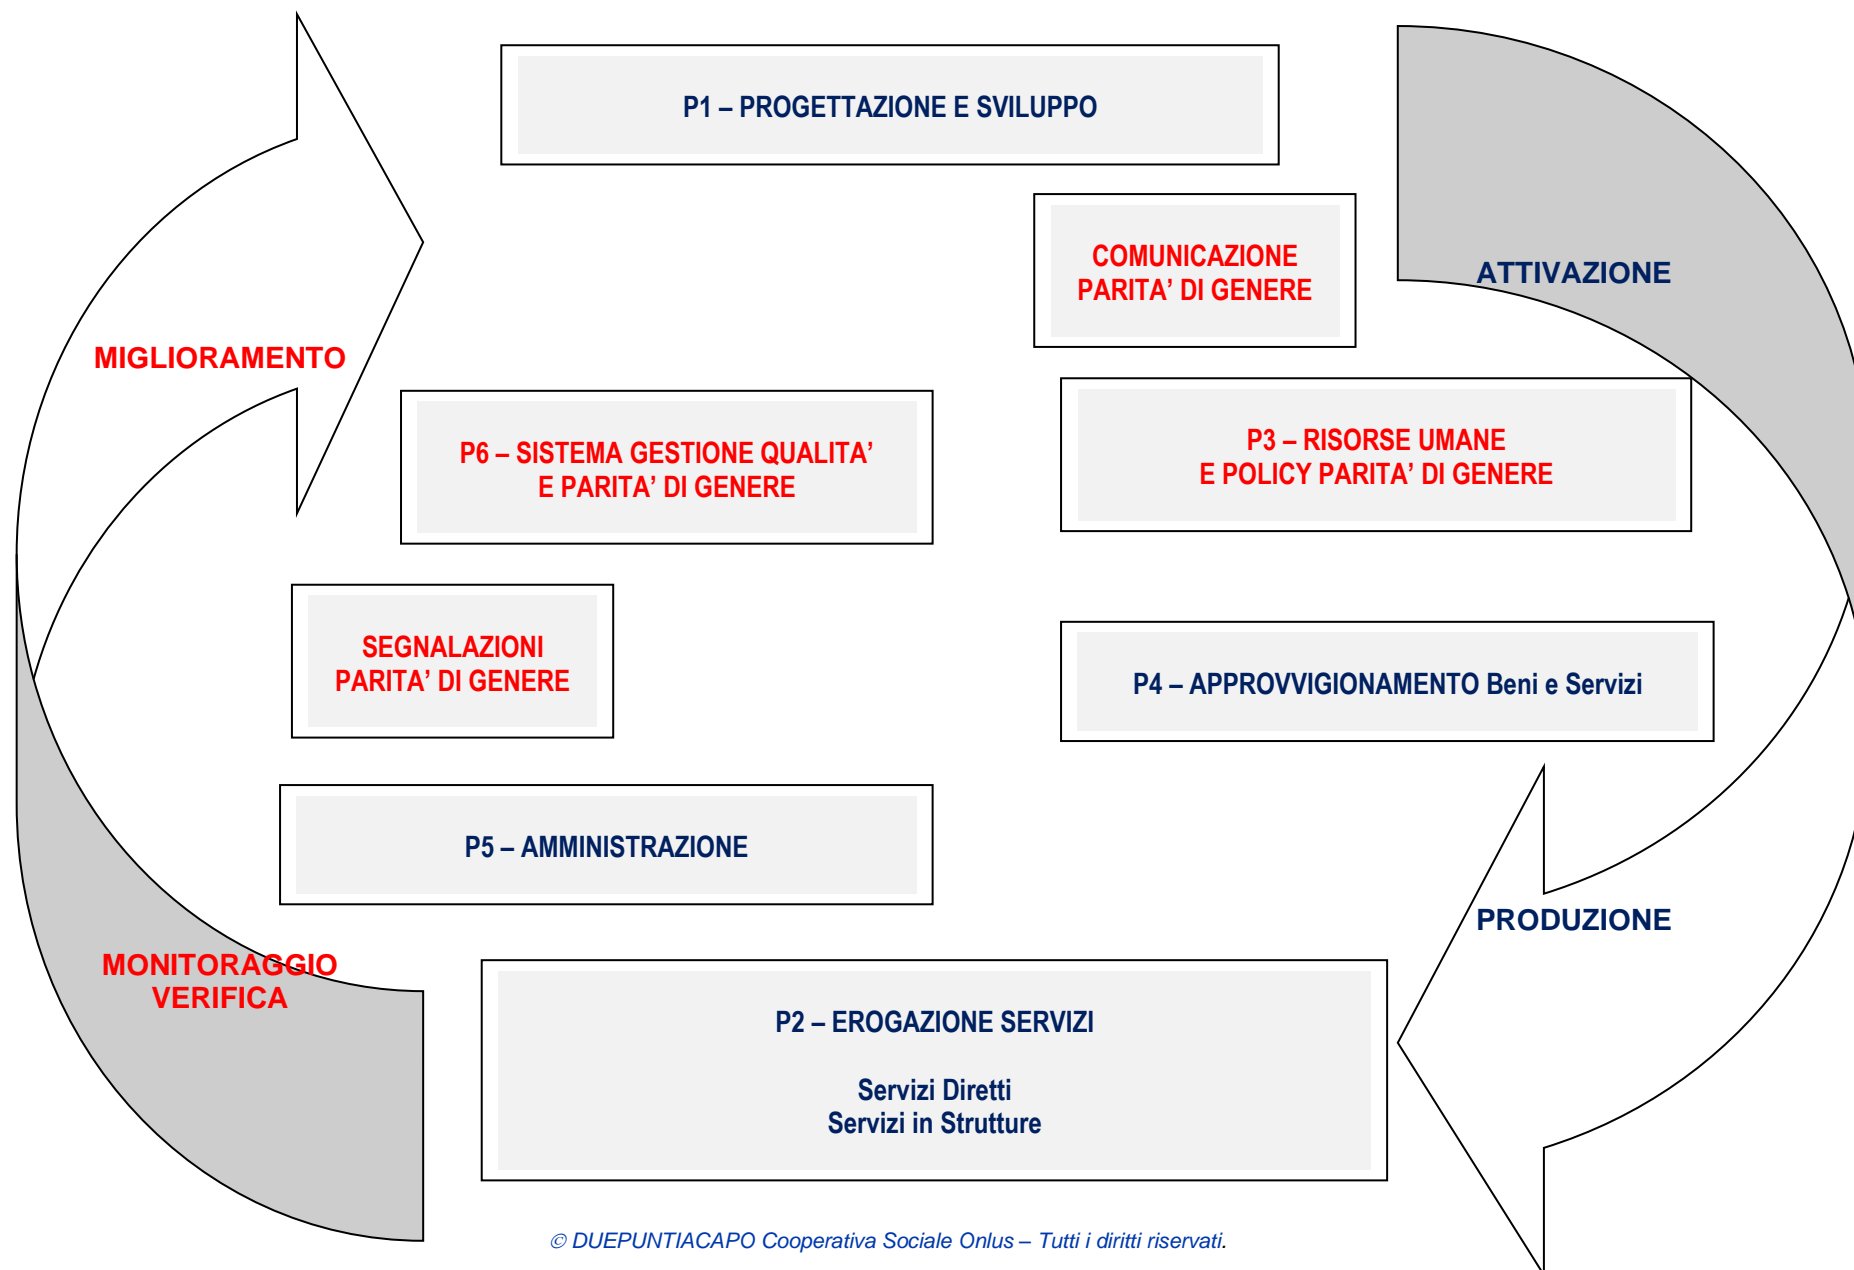 P1 – PROGETTAZIONE E SVILUPPO
COMUNICAZIONE
PARITA’ DI GENERE
ATTIVAZIONE
MIGLIORAMENTO
P6 – SISTEMA GESTIONE QUALITA’
E PARITA’ DI GENERE
P3 – RISORSE UMANE
E POLICY PARITA’ DI GENERE
SEGNALAZIONI
PARITA’ DI GENERE
P4 – APPROVVIGIONAMENTO Beni e Servizi
P5 – AMMINISTRAZIONE
PRODUZIONE
MONITORAGGIO
VERIFICA
P2 – EROGAZIONE SERVIZI
Servizi Diretti
Servizi in Strutture
© DUEPUNTIACAPO Cooperativa Sociale Onlus – Tutti i diritti riservati.